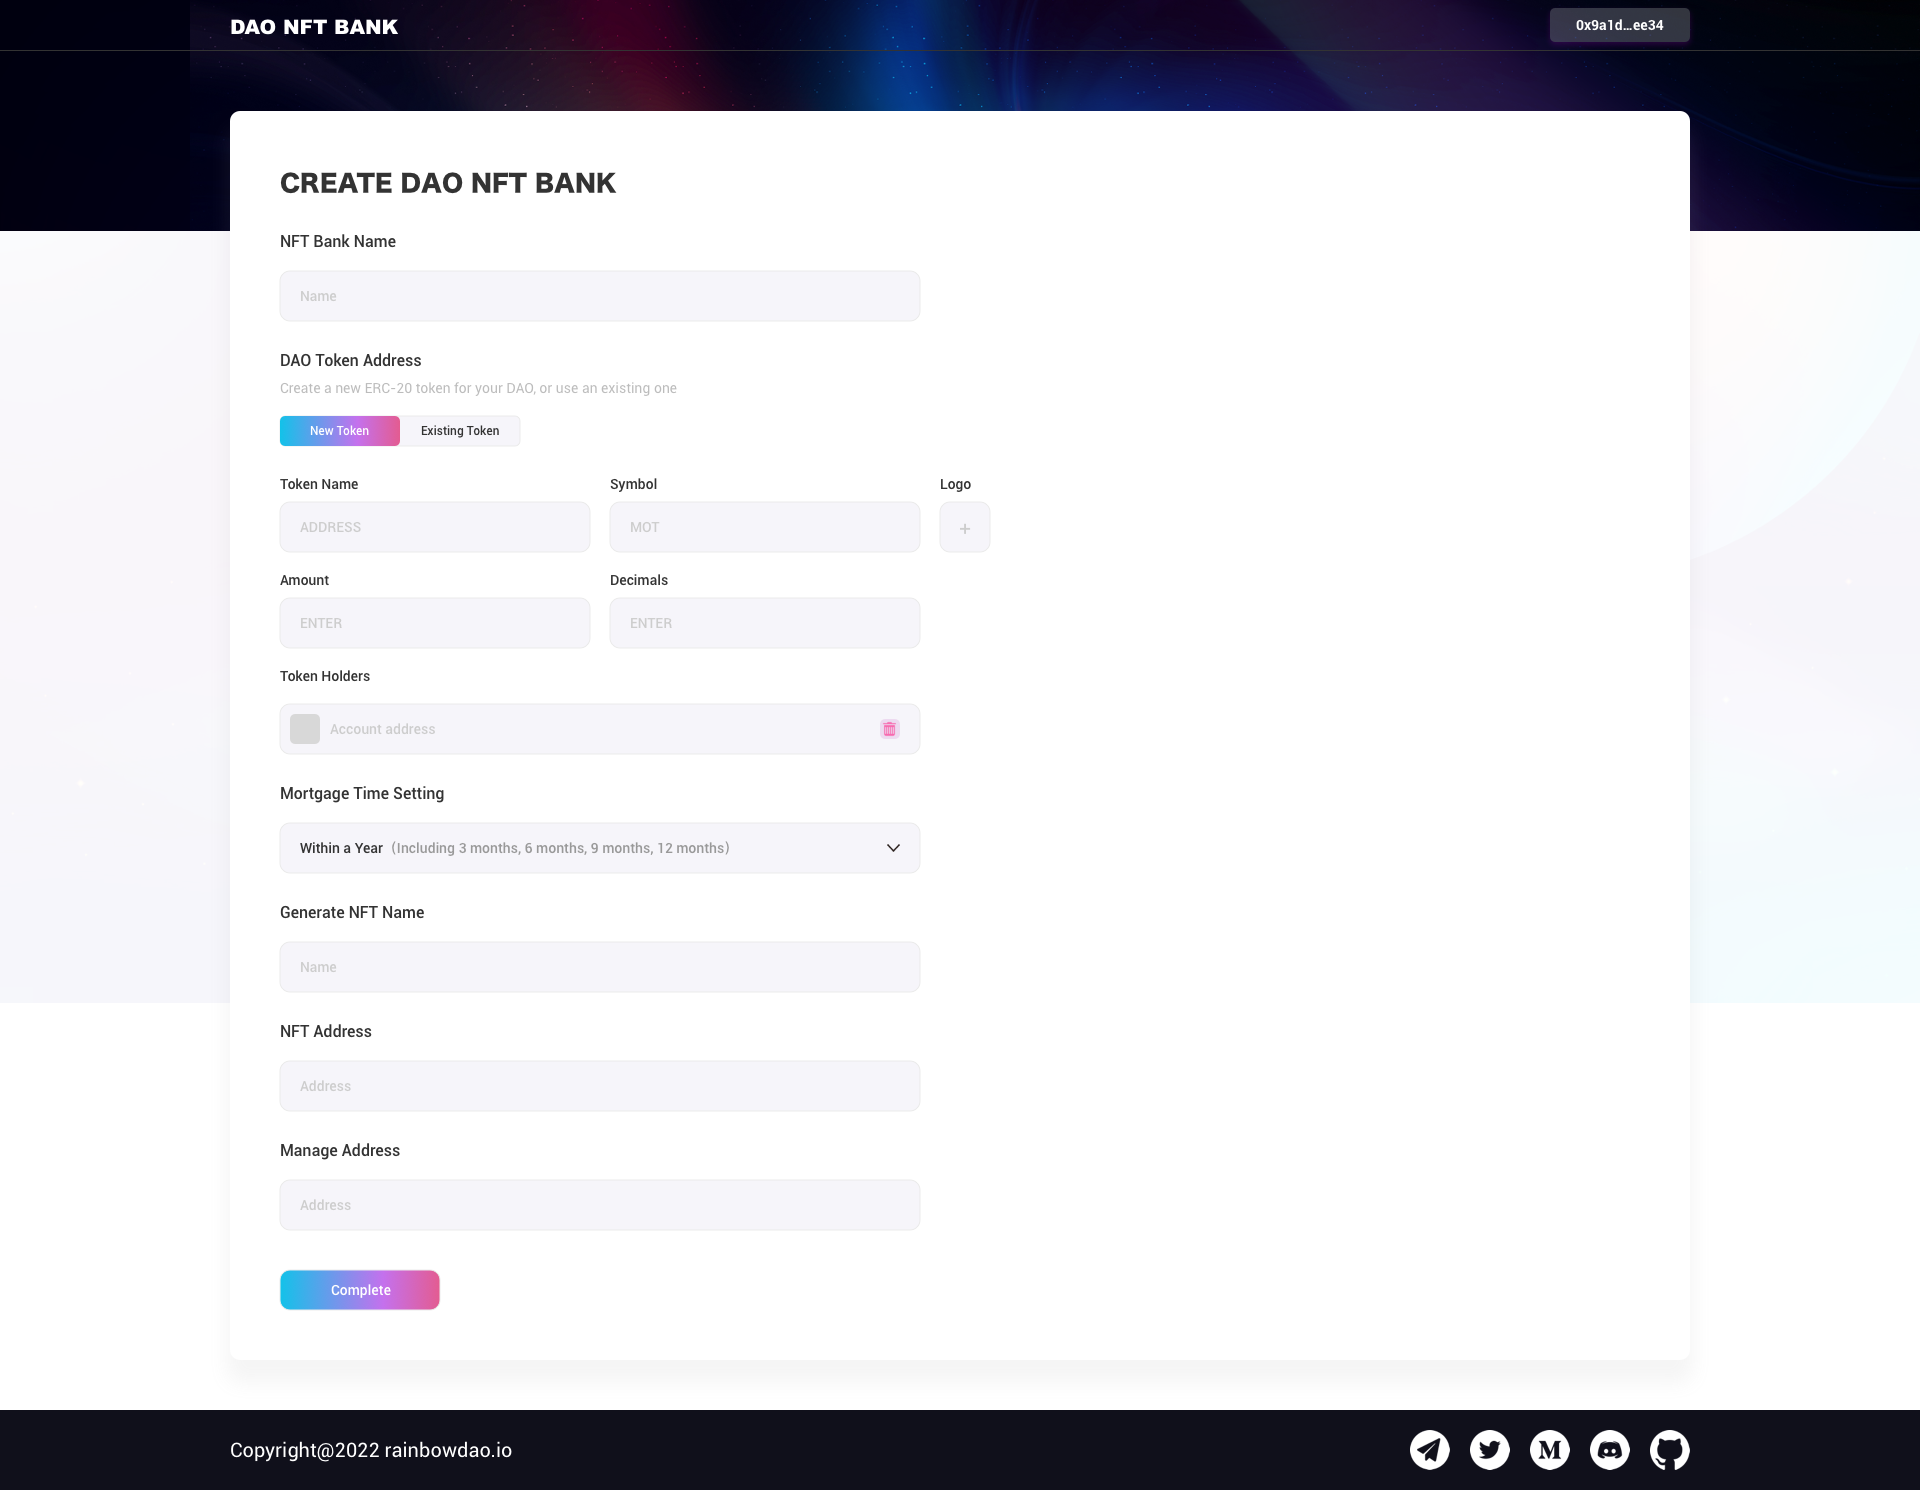 DAO NFT BANK
0x9a1d...ee34
CREATE DAO NFT BANK
NFT Bank Name
Name
DAO Token Address
Create a new ERC-20 token for your DAO, or use an existing one
New Token Existing Token
Token Name Symbol Logo
ADDRESS MOT +
Amount Decimals
ENTER ENTER
Token Holders
Account address
Mortgage Time Setting
Within a Year (Including 3 months, 6 months, 9 months, 12 months)
Generate NFT Name
Name
NFT Address
Address
Manage Address
Address
Complete
Copyright@2022 rainbowdao.io
M